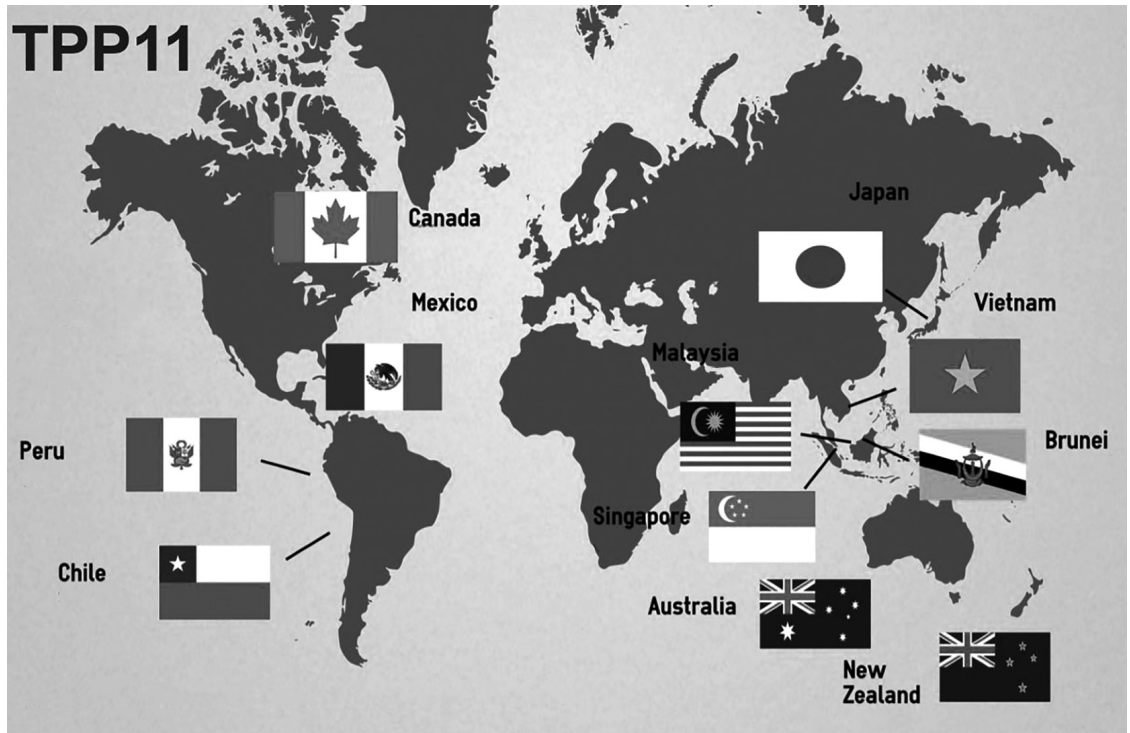 TPP11
Japan
Canada
Mexico
Vietnam
Malaysia
Peru
Brunei
Singapore
Chile
Australia
New
Zealand